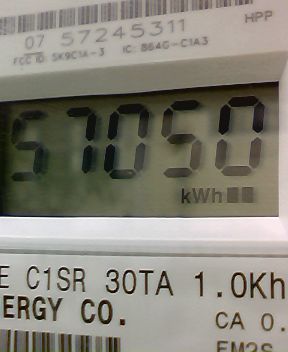 HPP
07 57245311
FCC ID: SK9C1A-3 IC: 864G-C1A3
57050
kWh
E C1SR 30TA 1.0Kh
ERGY CO.
CA 0.
FM2S